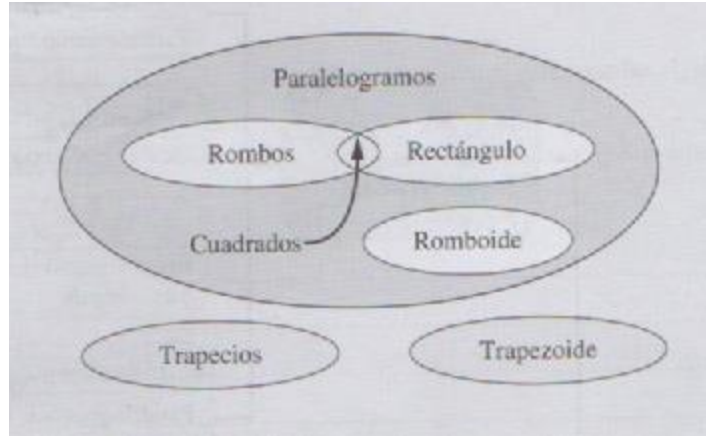 Paralelogramos
Rombos
Rectángulo
Cuadrados
Romboide
Trapecios
Trapezoide